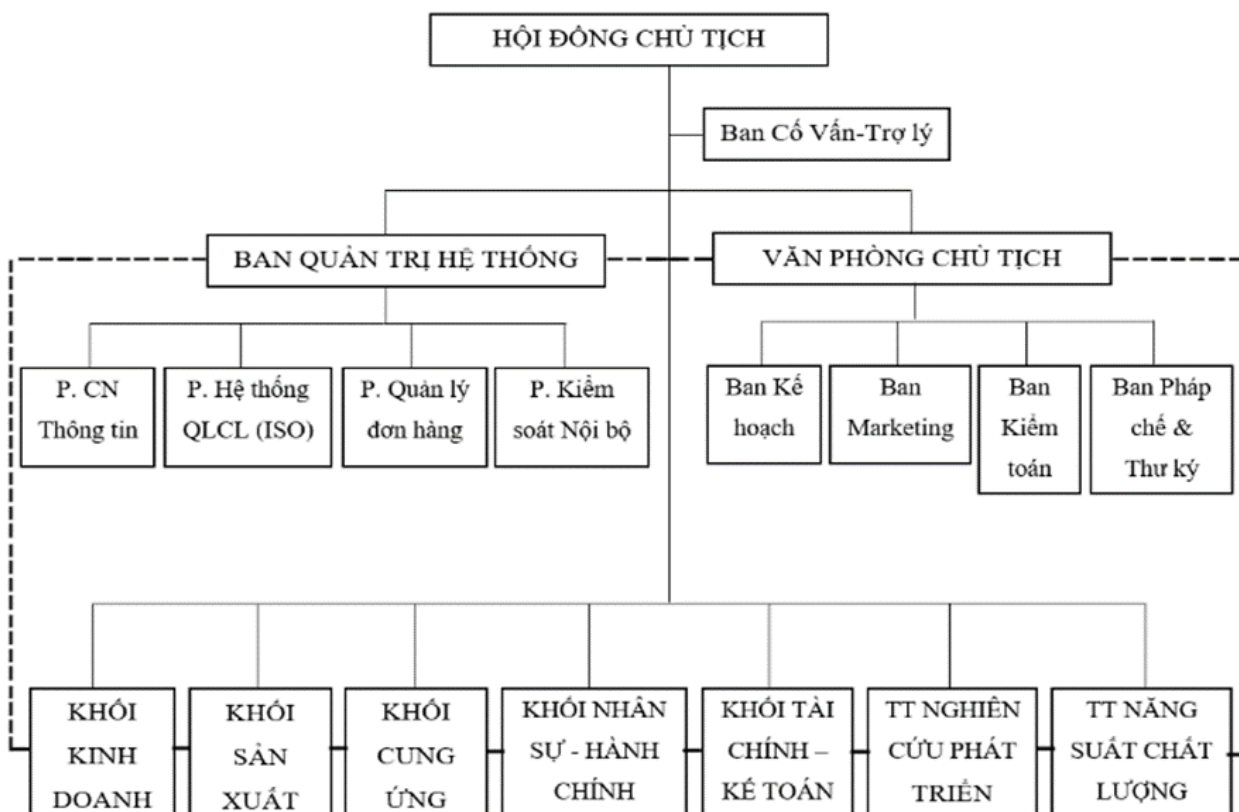 HỘI ĐỒNG CHỦ TỊCH
Ban Cố Vấn-Trợ lý
BAN QUẢN TRỊ HỆ THỐNG
VĂN PHÒNG CHỦ TỊCH
P. CN
Thông tin
P. Hệ thống
QLCL (ISO)
P. Quản lý
đơn hàng
P. Kiểm
soát Nội bộ
Ban Kế
hoạch
Ban
Marketing
Ban
Kiểm
toán
Ban Pháp
chế &
Thư ký
KHỐI
KINH
DOANH
KHỐI
SẢN
XUẤT
KHỐI
CUNG
ỨNG
KHỐI NHÂN
SỰ - HÀNH
CHÍNH
KHỐI TÀI
CHÍNH –
KẾ TOÁN
TT NGHIÊN
CỨU PHÁT
TRIỂN
TT NĂNG
SUẤT CHẤT
LƯỢNG